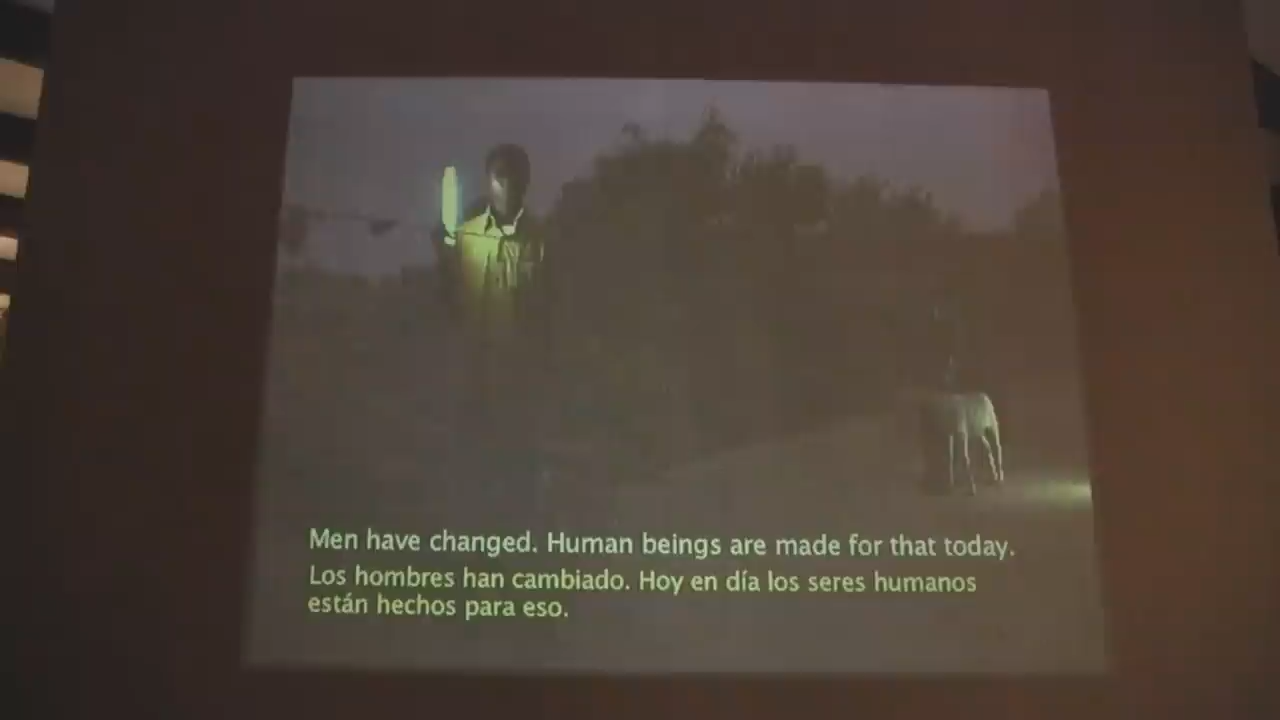 Men have changed. Human beings are made for that today.
Los hombres han cambiado. Hoy en día los seres humanos
están hechos para eso.